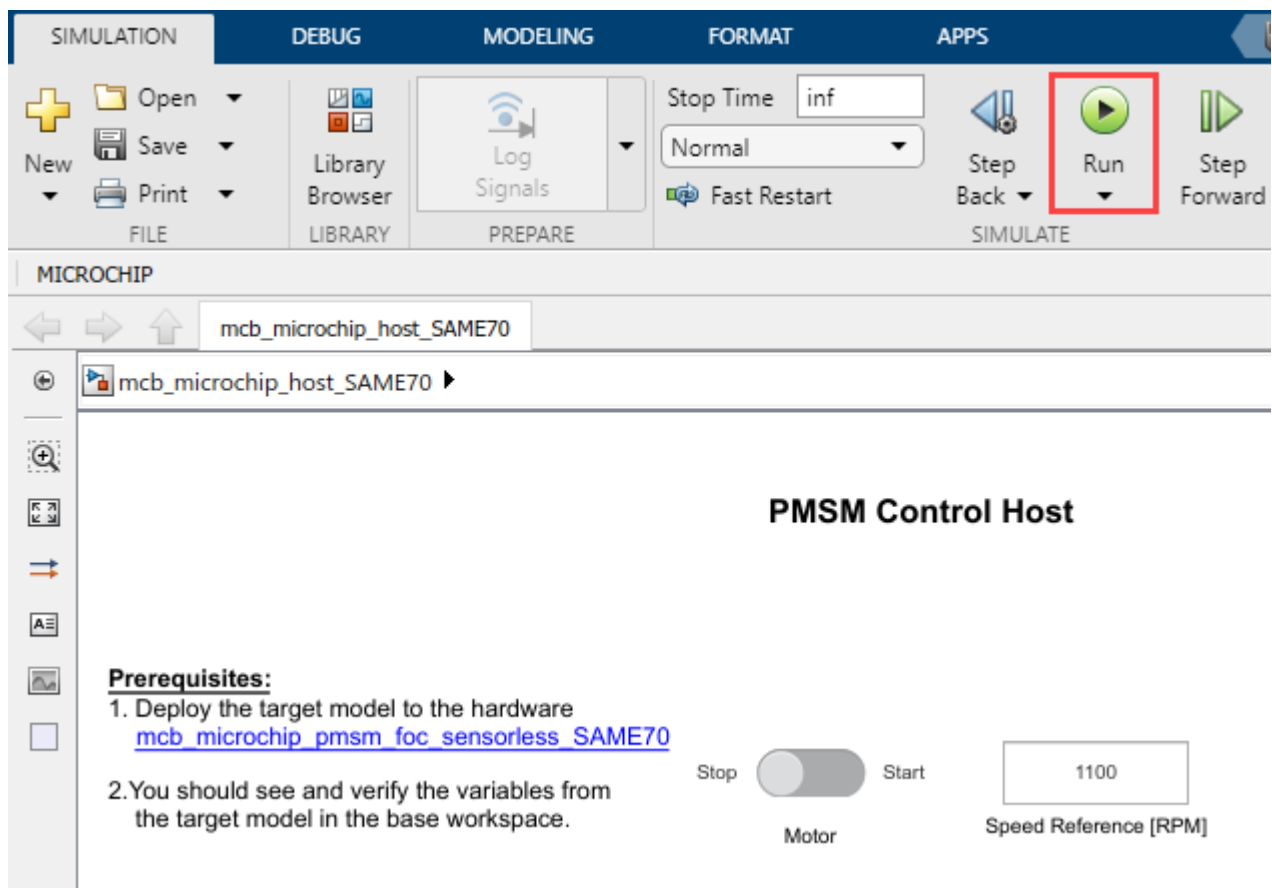 SIMULATION DEBUG MODELING FORMAT APPS
New
Open
Save
Print
FILE
Library
Browser
LIBRARY
Log
Signals
PREPARE
Stop Time inf
Normal
Fast Restart
Step
Back
Run
Step
Forward
SIMULATE
MICROCHIP
mcb_microchip_host_SAME70
mcb_microchip_host_SAME70
PMSM Control Host
Prerequisites:
1. Deploy the target model to the hardware
mcb_microchip_pmsm_foc_sensorless_SAME70
2.You should see and verify the variables from
the target model in the base workspace.
Stop Start
Motor
1100
Speed Reference [RPM]